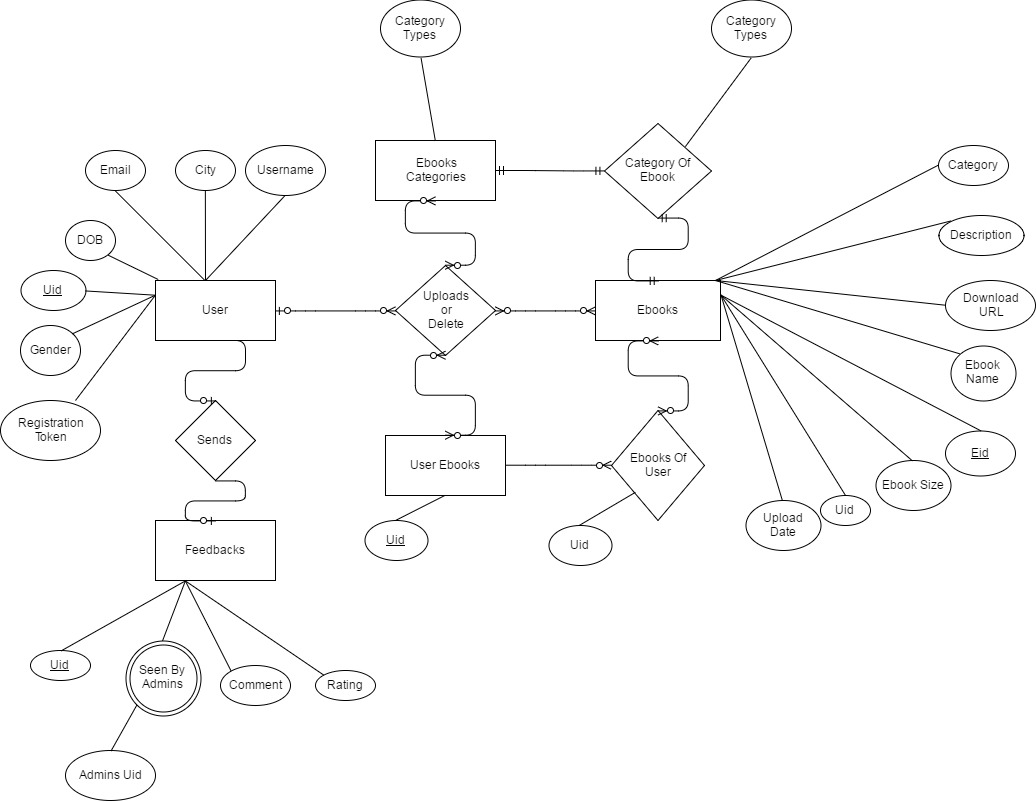 Category
Types
Category
Types
Ebooks
Categories
Category Of
Ebook
Email
City
Username
Category
DOB
Description
Uid
User
Uploads
or
Delete
Ebooks
Download
URL
Gender
Ebook
Name
Registration
Token
Sends
User Ebooks
Ebooks Of
User
Eid
Ebook Size
Uid
Upload
Date
Uid
Uid
Feedbacks
Uid
Seen By
Admins
Comment
Rating
Admins Uid